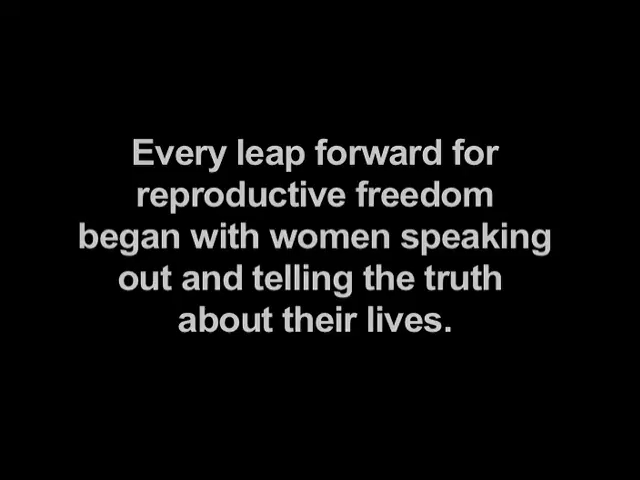 Every leap forward for
reproductive freedom
began with women speaking
out and telling the truth
about their lives.